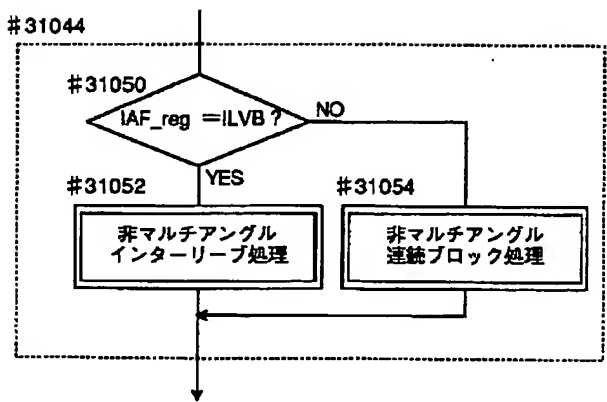 #31044
#31050
IAF_reg =ILVB ?
NO
YES
#31052
#31054
非マルチアングル
インターリーブ処理
非マルチアングル
連続ブロック処理